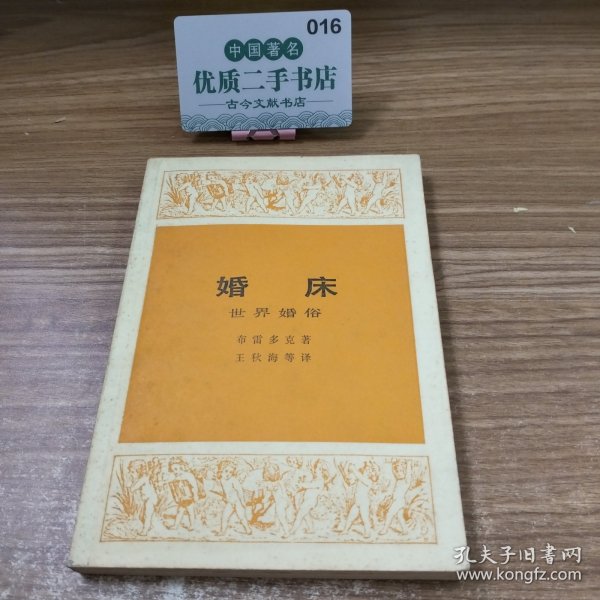 016
中国著名
优质二手书店
古今文献书店
婚床
世界婚俗
布雷多克著
王秋海等译
孔夫子旧书网
www.kongfz.com